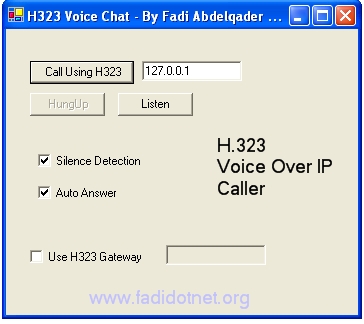 H323 Voice Chat - By Fadi Abdelqader ...
Call Using H323
127.0.0.1
HungUp
Listen
H.323
Voice Over IP
Caller
Silence Detection
Auto Answer
Use H323 Gateway
www.fadidotnet.org